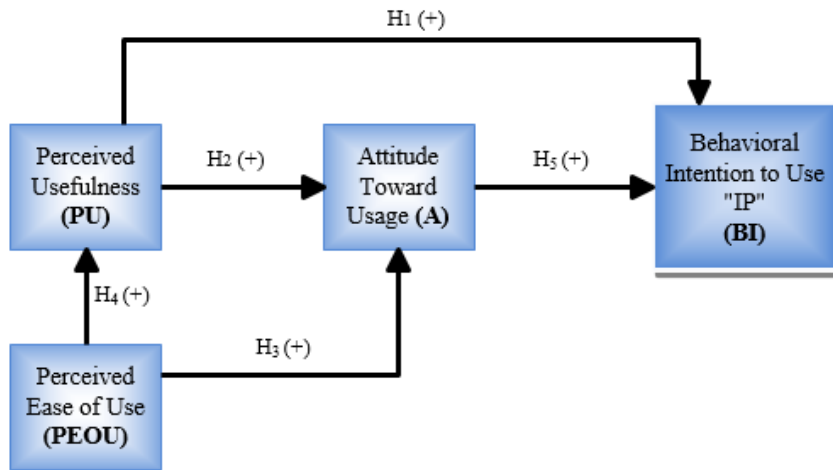 H1 (+)
Perceived
Usefulness
(PU)
H2 (+)
Attitude
Toward
Usage (A)
H5 (+)
Behavioral
Intention to Use
"IP"
(BI)
H4 (+)
Perceived
Ease of Use
(PEOU)
H3 (+)